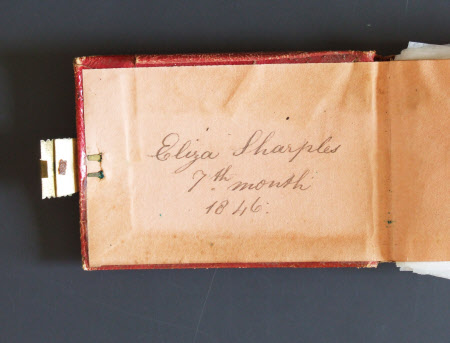 Eliza Sharples
7th month
1846.